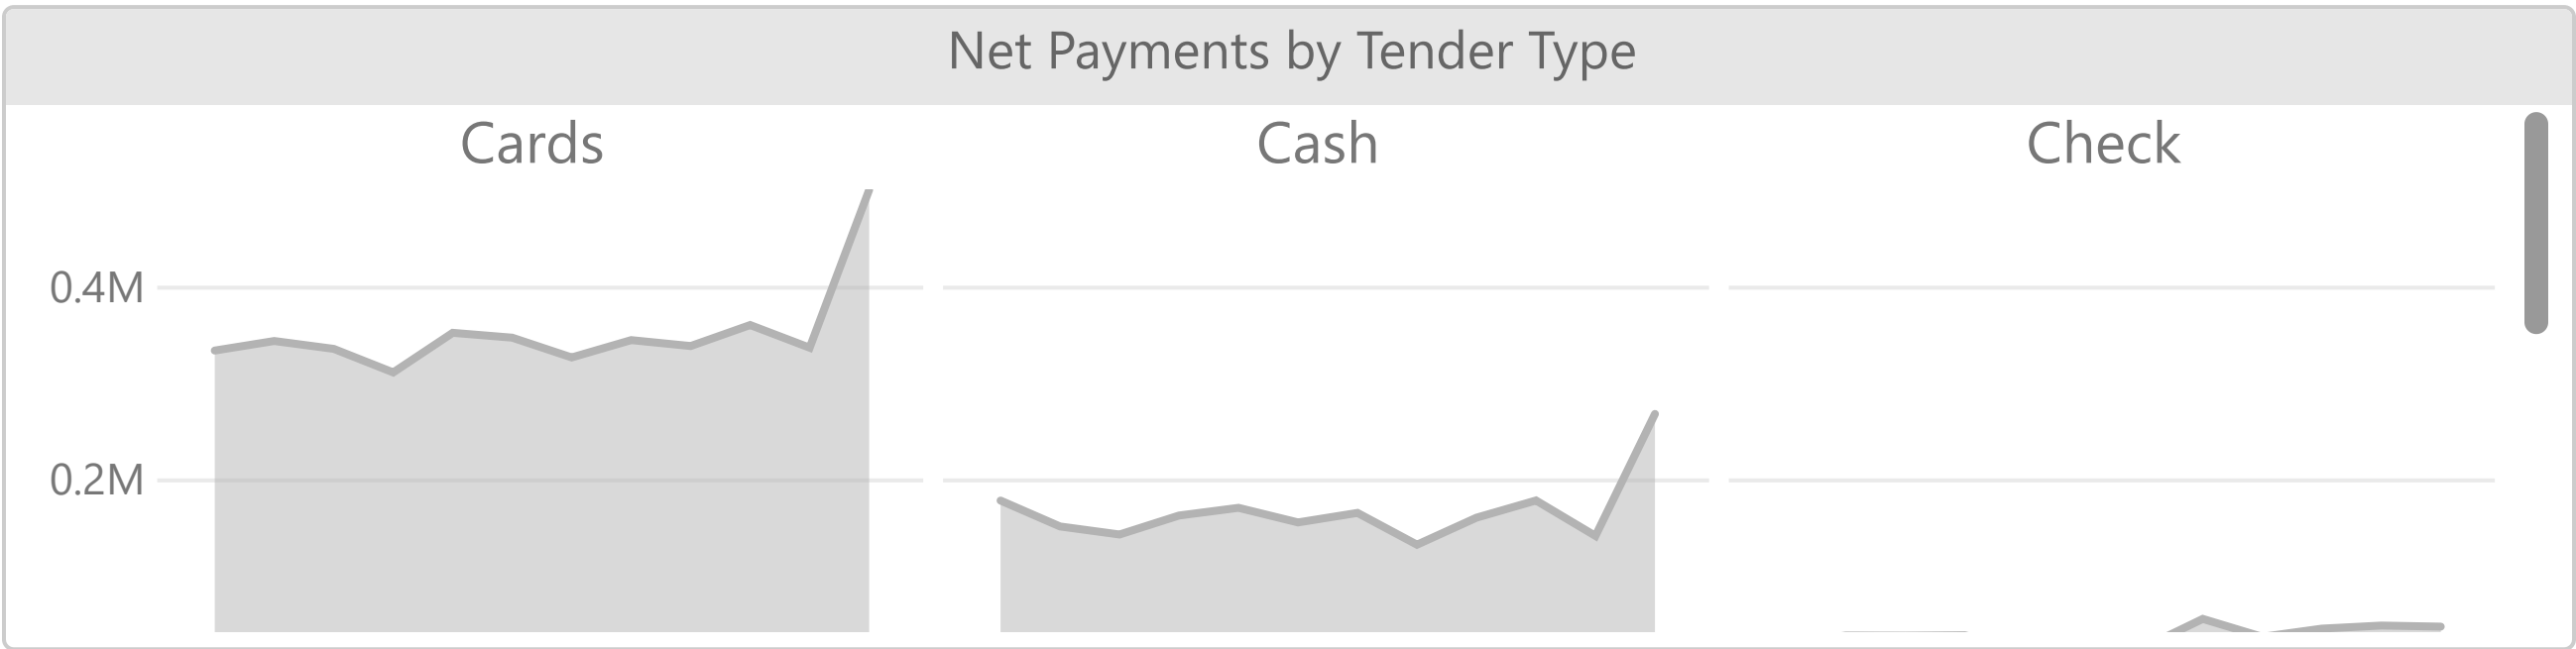 Net Payments by Tender Type
Cards
Cash
Check
0.4M
0.2M